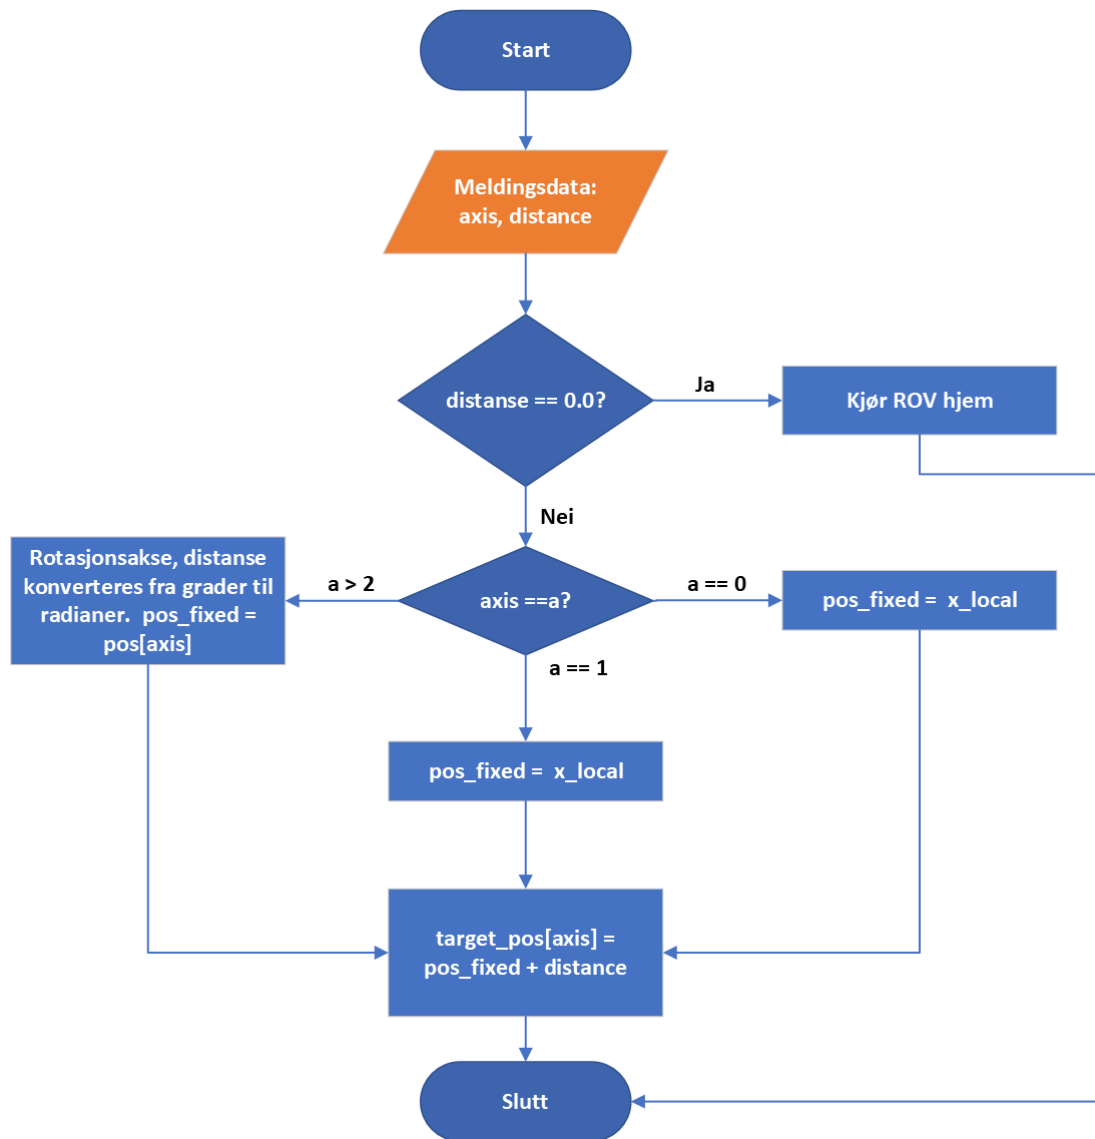 Start
Meldingsdata:
axis, distance
distanse == 0.0?
Ja
Kjør ROV hjem
Nei
Rotasjonsakse, distanse
konverteres fra grader til
radianer. pos_fixed =
pos[axis]
a > 2
axis ==a?
a == 0
pos_fixed = x_local
a == 1
pos_fixed = x_local
target_pos[axis] =
pos_fixed + distance
Slutt